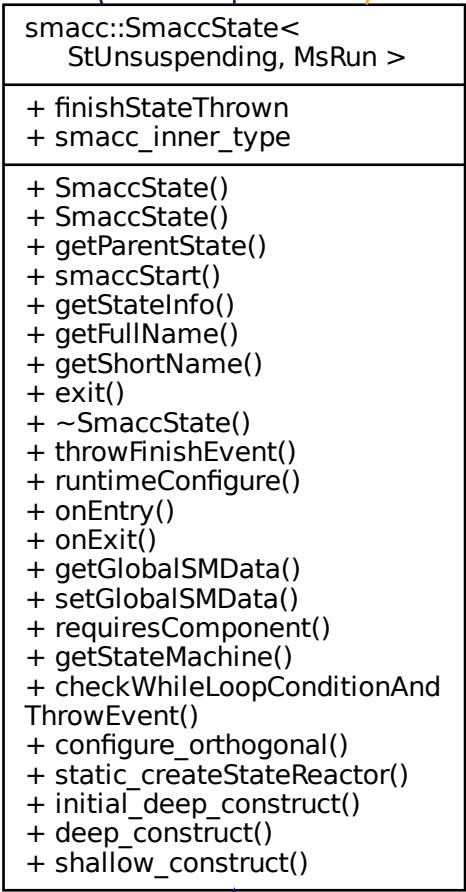 smacc::SmaccState<
StUnsuspending, MsRun >
+ finishStateThrown
+ smacc_inner_type
+ SmaccState()
+ SmaccState()
+ getParentState()
+ smaccStart()
+ getStateInfo()
+ getFullName()
+ getShortName()
+ exit()
+ ~SmaccState()
+ throwFinishEvent()
+ runtimeConfigure()
+ onEntry()
+ onExit()
+ getGlobalSMData()
+ setGlobalSMData()
+ requiresComponent()
+ getStateMachine()
+ checkWhileLoopConditionAnd
ThrowEvent()
+ configure_orthogonal()
+ static_createStateReactor()
+ initial_deep_construct()
+ deep_construct()
+ shallow_construct()